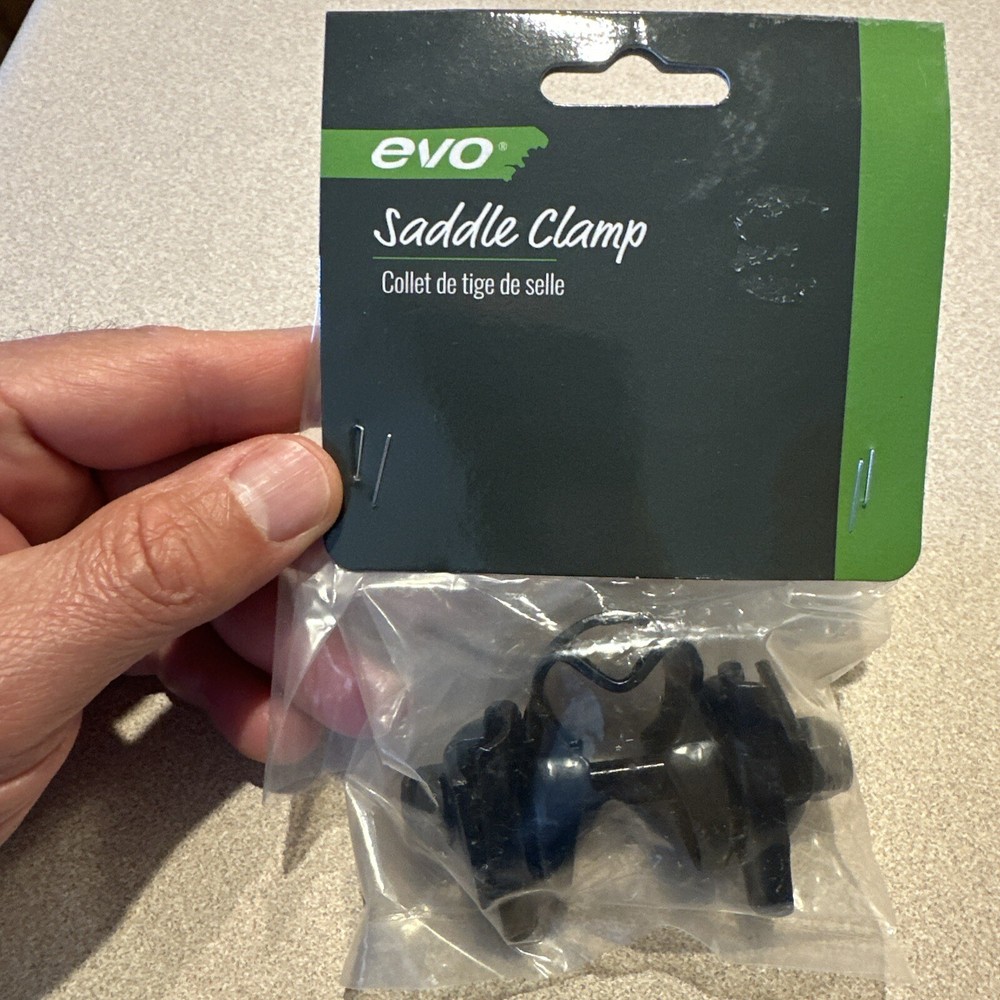 evo®
Saddle Clamp
Collet de tige de selle